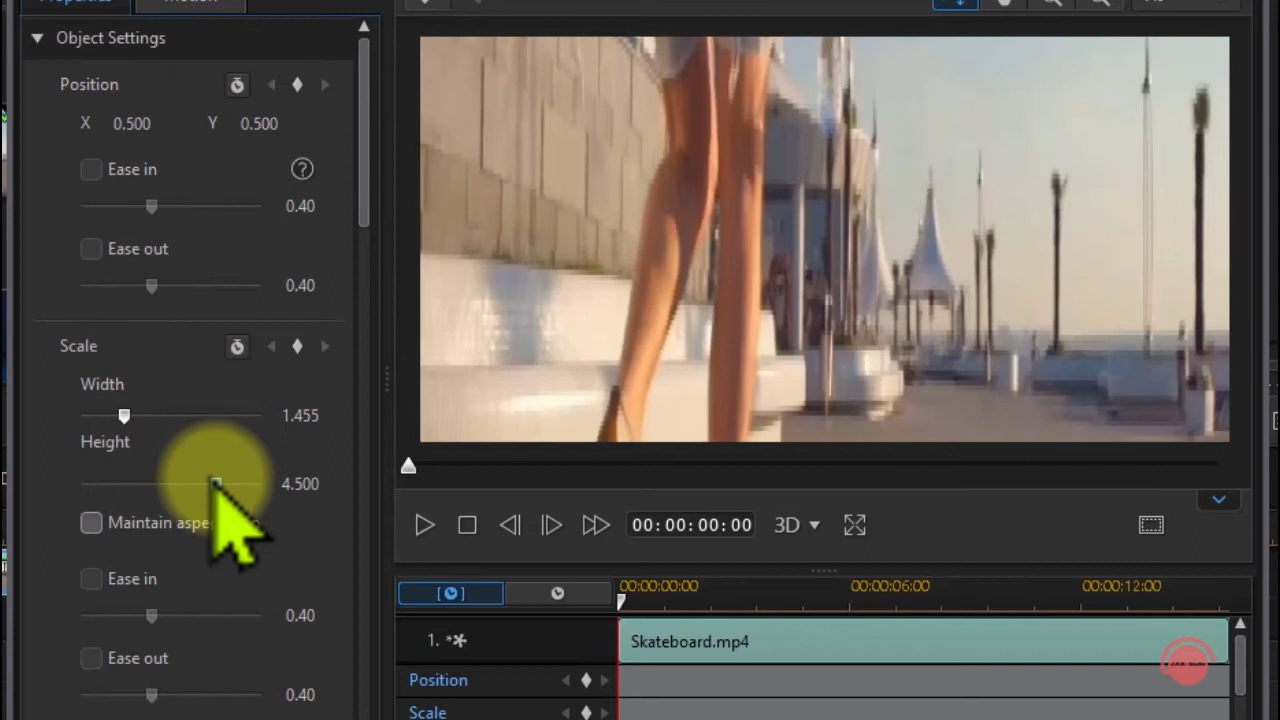 Properties
Motion
Object Settings
Position
X 0.500 Y 0.500
Ease in
0.40
Ease out
0.40
Scale
Width
1.455
Height
4.500
Maintain
Ease in
0.40
Ease out
0.40
00:00:00:00
3D
00:00:00:00 00:00:06:00 00:00:12:00
1. Skateboard.mp4
Position
Scale